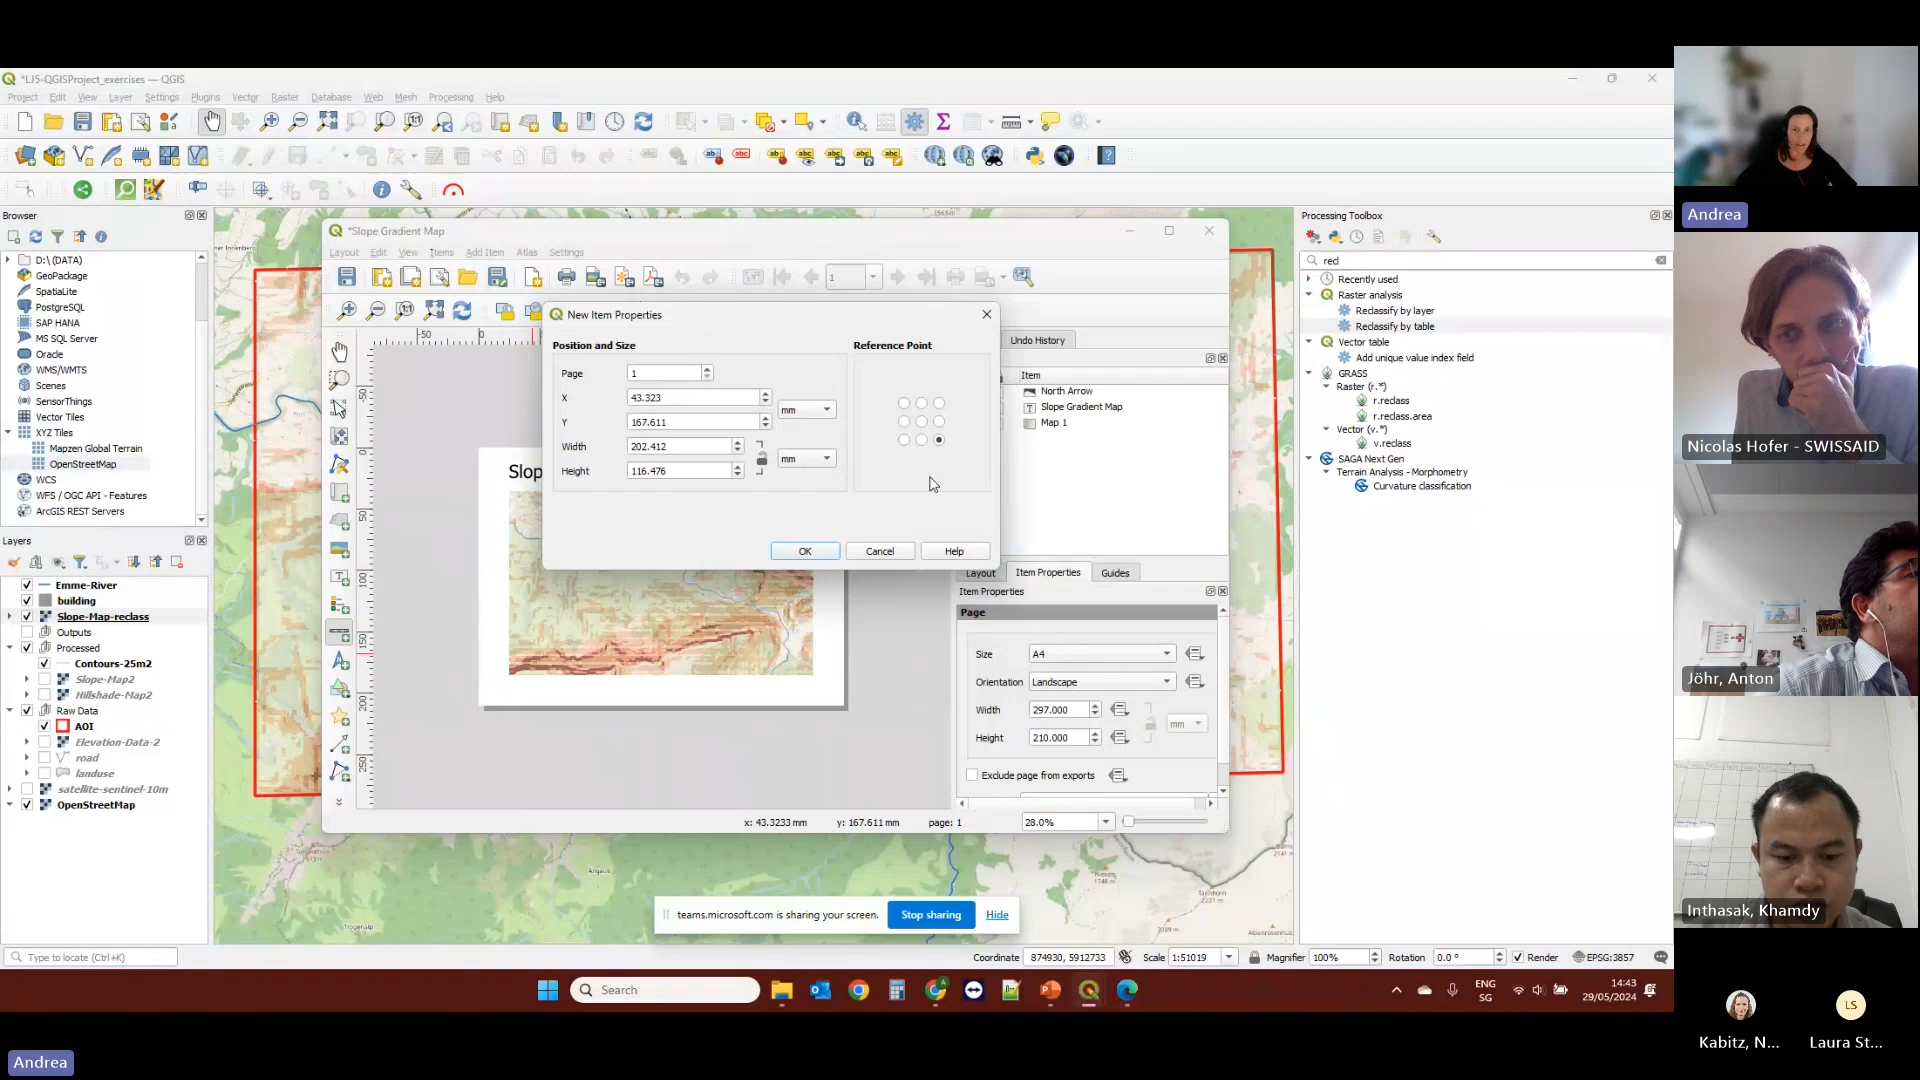 *LJ5-QGISProject_exercises — QGIS
Project Edit View Layer Settings Plugins Vector Raster Database Web Mesh Processing Help
Browser
D:\ (DATA)
GeoPackage
SpatiaLite
PostgreSQL
SAP HANA
MS SQL Server
Oracle
WMS/WMTS
Scenes
SensorThings
Vector Tiles
XYZ Tiles
Mapzen Global Terrain
OpenStreetMap
WCS
WFS / OGC API - Features
ArcGIS REST Servers
Layers
Emme-River
building
Slope-Map-reclass
Outputs
Processed
Contours-25m2
Slope-Map2
Hillshade-Map2
Raw Data
AOI
Elevation-Data-2
road
landuse
satellite-sentinel-10m
OpenStreetMap
Type to locate (Ctrl+K)
*Slope Gradient Map
Layout Edit View Items Add Item Atlas Settings
1
-50 0
-50
0
50
100
150
200
250
Slop
New Item Properties
Position and Size
Page 1
X 43.323
mm
Y 167.611
Width 202.412
mm
Height 116.476
Reference Point
OK Cancel Help
Undo History
Item
North Arrow
Slope Gradient Map
Map 1
Layout Item Properties Guides
Item Properties
Page
Size A4
Orientation Landscape
Width 297.000
mm
Height 210.000
Exclude page from exports
x: 43.3233 mm y: 167.611 mm page: 1 28.0%
teams.microsoft.com is sharing your screen. Stop sharing Hide
Processing Toolbox
red
Recently used
Raster analysis
Reclassify by layer
Reclassify by table
Vector table
Add unique value index field
GRASS
Raster (r.*)
r.reclass
r.reclass.area
Vector (v.*)
v.reclass
SAGA Next Gen
Terrain Analysis - Morphometry
Curvature classification
Coordinate 874930, 5912733 Scale 1:51019 Magnifier 100% Rotation 0.0 ° Render EPSG:3857
Search
ENG
SG
14:43
29/05/2024
Andrea
Nicolas Hofer - SWISSAID
Jöhr, Anton
Inthasak, Khamdy
LS
Kabitz, N...
Laura St...
Andrea